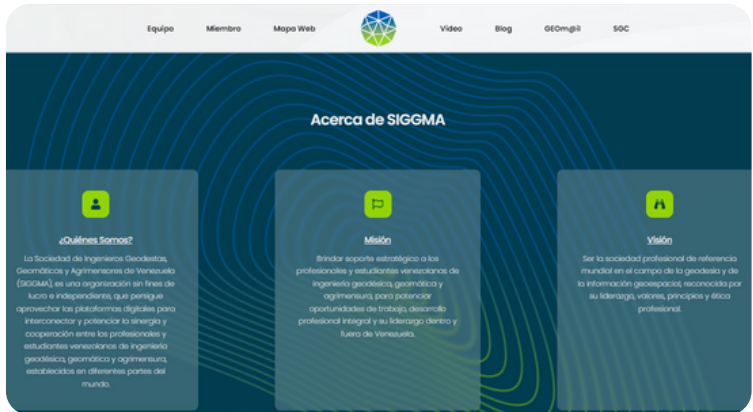 Equipo
Miembro
Mapa Web
Video
Blog
GEOm@il
SGC
Acerca de SIGGMA
¿Quiénes Somos?
La Sociedad de Ingenieros Geodestas,
Geomáticos y Agrimensores de Venezuela
(SIGGMA), es una organización sin fines de
lucro e independiente, que persigue
aprovechar las plataformas digitales para
interconectar y potenciar la sinergia y
cooperación entre los profesionales y
estudiantes venezolanos de ingeniería
geodésica, geomática y agrimensura,
establecidos en diferentes partes del
mundo.
Misión
Brindar soporte estratégico a los
profesionales y estudiantes venezolanos de
ingeniería geodésica, geomática y
agrimensura, para potenciar
oportunidades de trabajo, desarrollo
profesional integral y su liderazgo dentro y
fuera de Venezuela.
Visión
Ser la sociedad profesional de referencia
mundial en el campo de la geodesia y de
la información geoespacial, reconocida por
su liderazgo, valores, principios y ética
profesional.